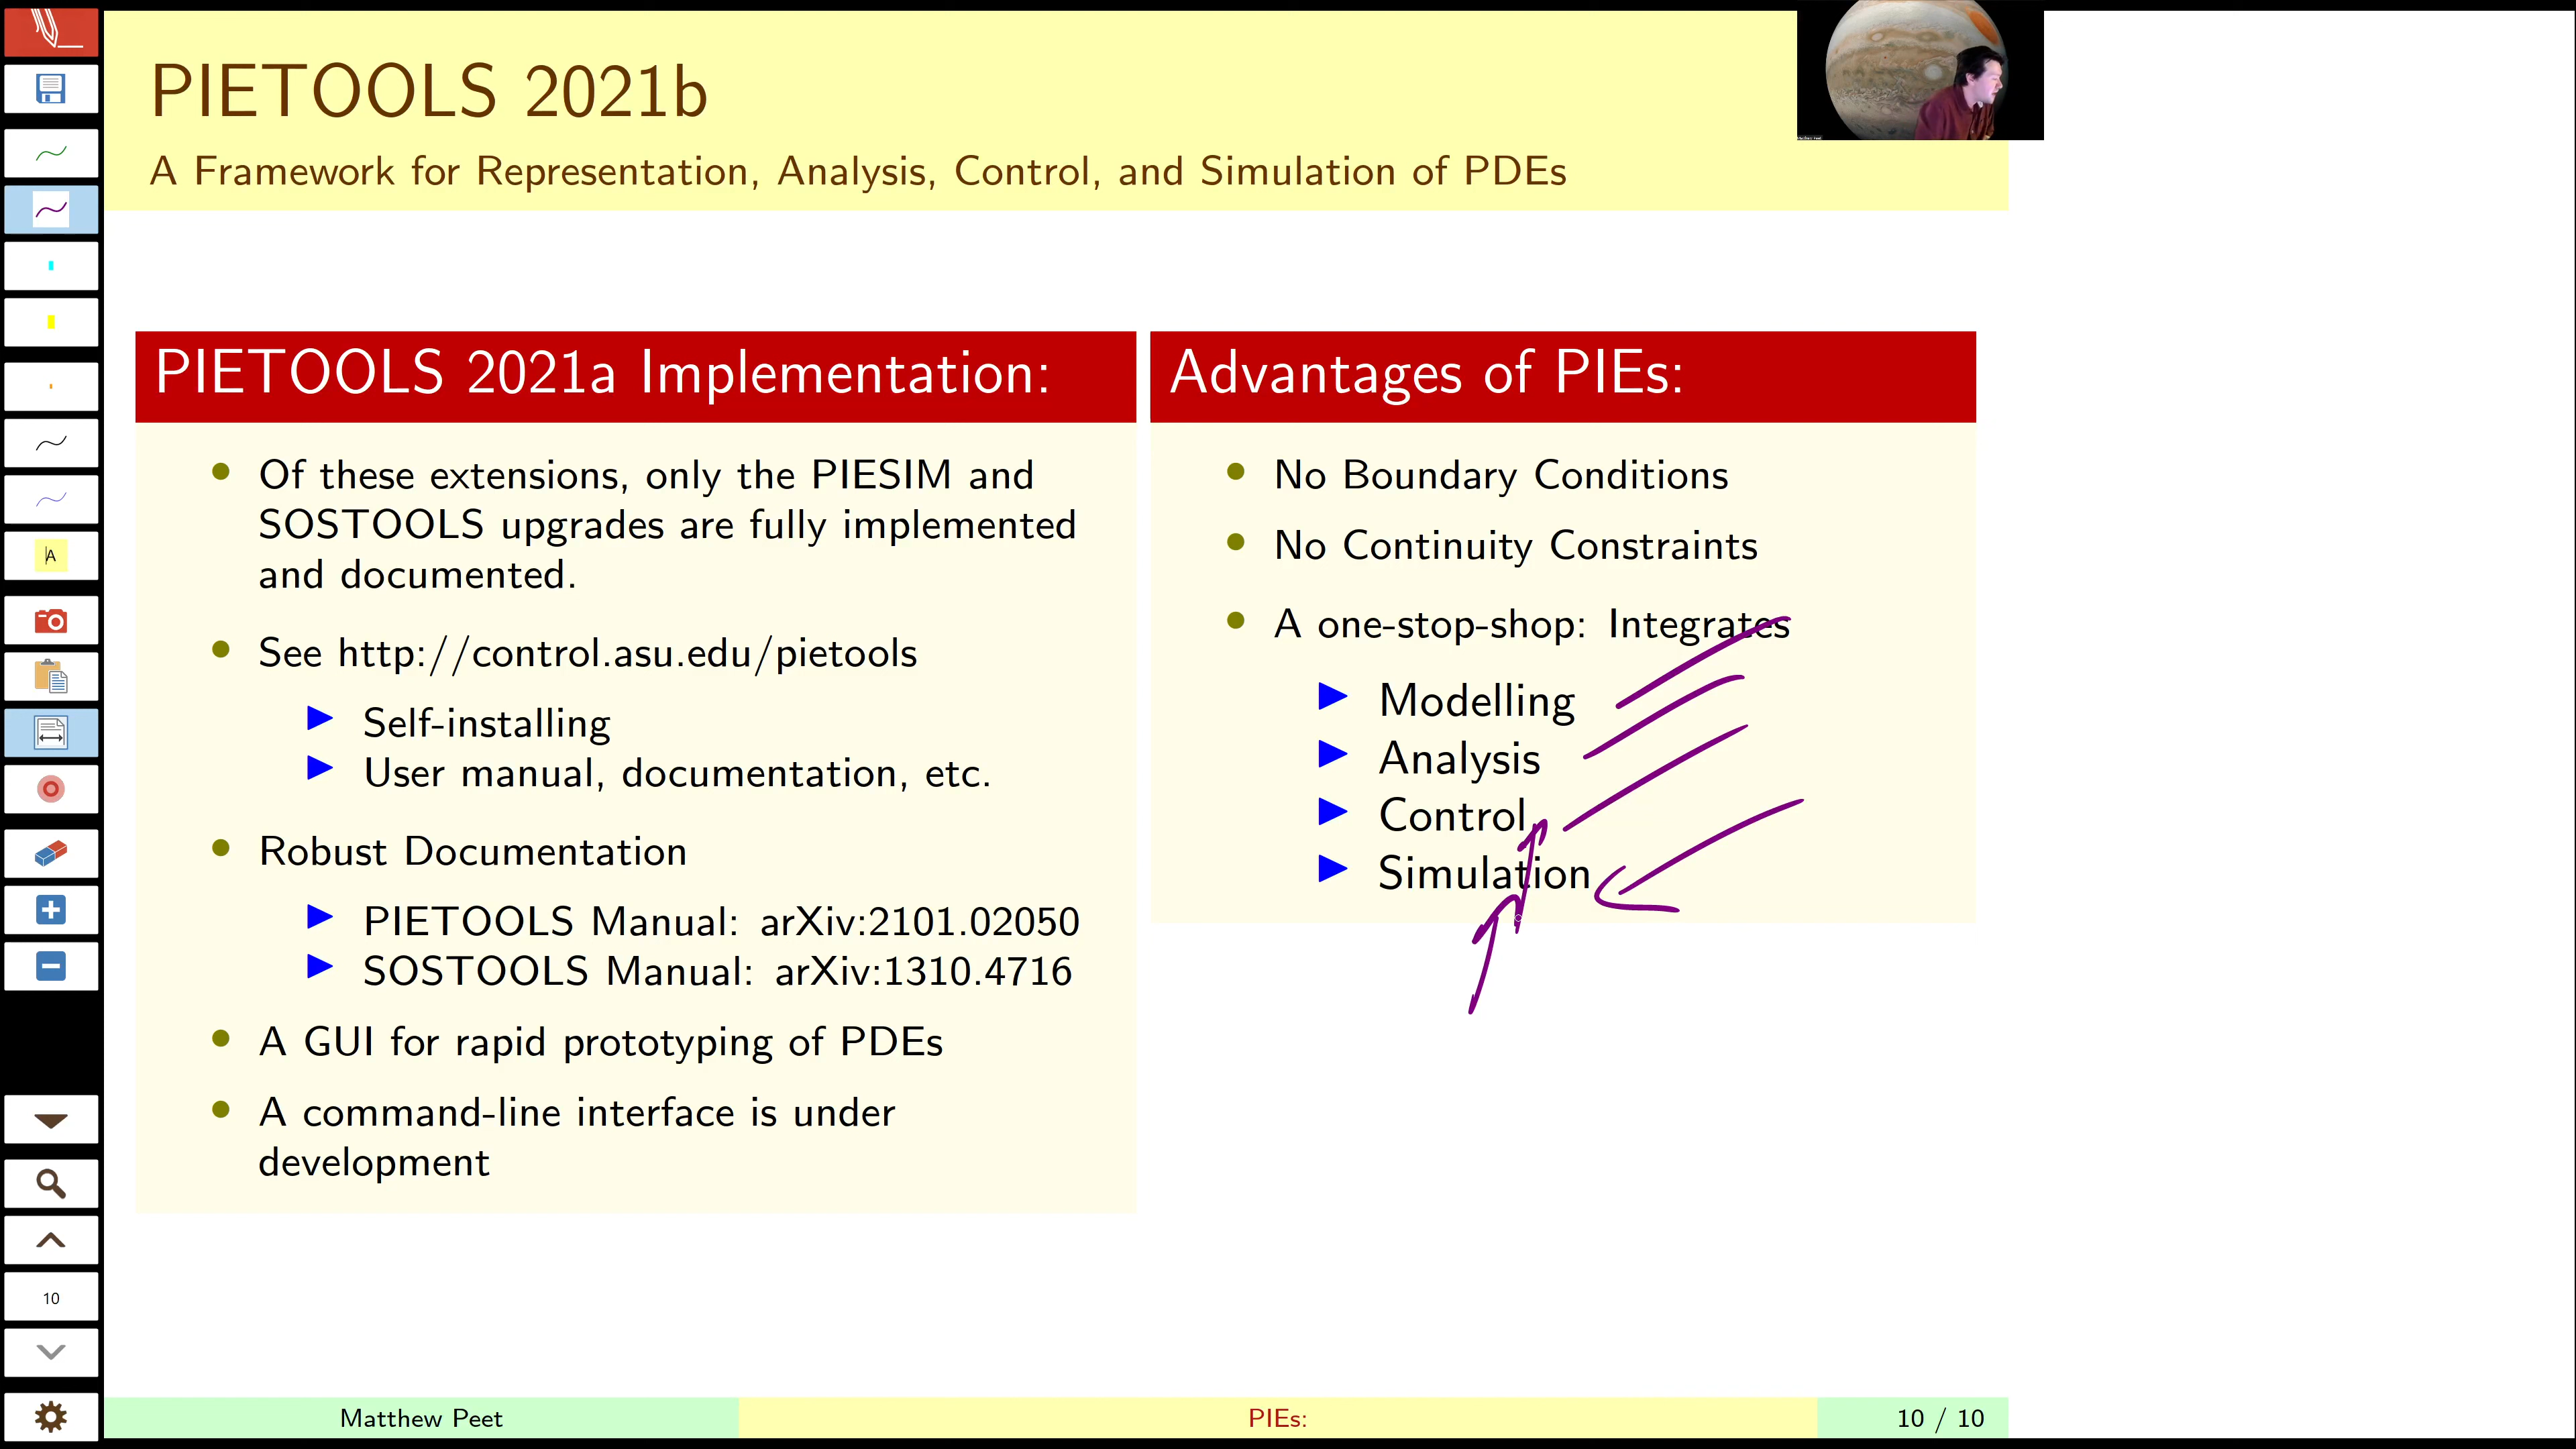 PIETOOLS 2021b
A Framework for Representation, Analysis, Control, and Simulation of PDEs
PIETOOLS 2021a Implementation:
Of these extensions, only the PIESIM and
SOSTOOLS upgrades are fully implemented
and documented.
See http://control.asu.edu/pietools
Self-installing
User manual, documentation, etc.
Robust Documentation
PIETOOLS Manual: arXiv:2101.02050
SOSTOOLS Manual: arXiv:1310.4716
A GUI for rapid prototyping of PDEs
A command-line interface is under
development
Advantages of PIEs:
No Boundary Conditions
No Continuity Constraints
A one-stop-shop: Integrates
Modelling
Analysis
Control
Simulation
A
10
Matthew Peet
PIEs:
10 / 10